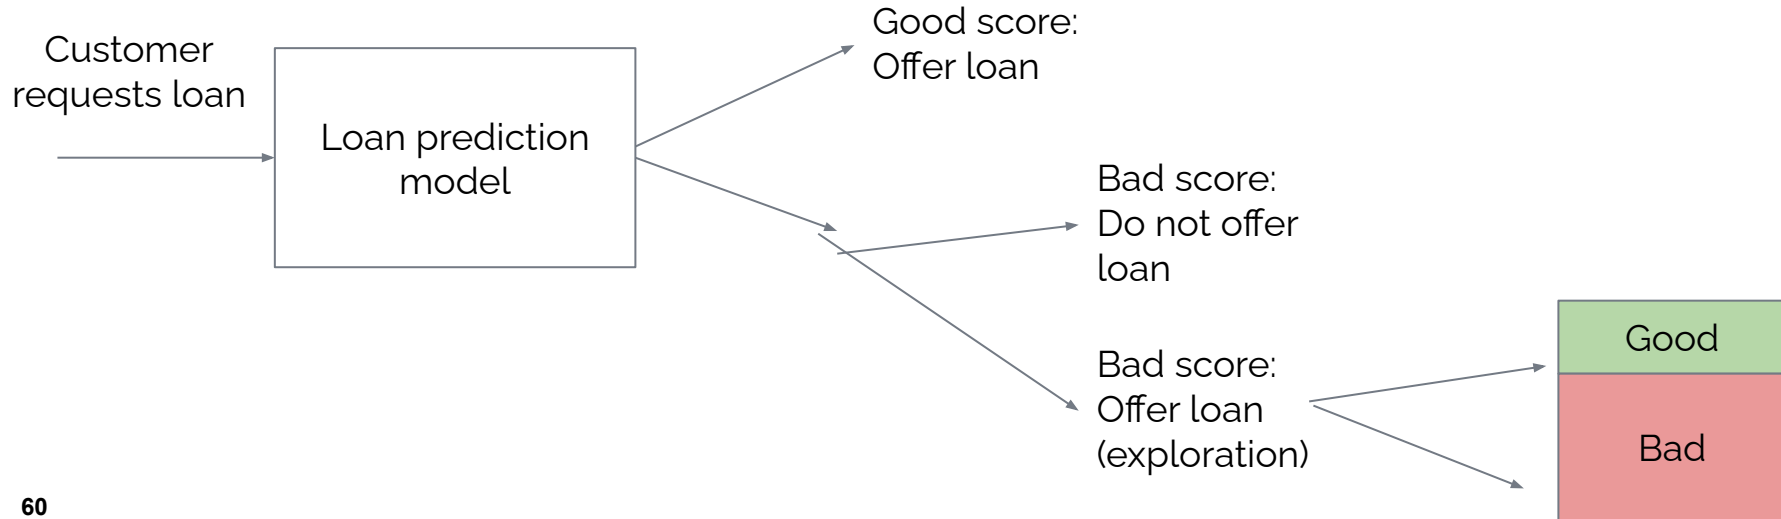 Customer
requests loan
Loan prediction
model
Good score:
Offer loan
Bad score:
Do not offer
loan
Bad score:
Offer loan
(exploration)
Good
Bad
60